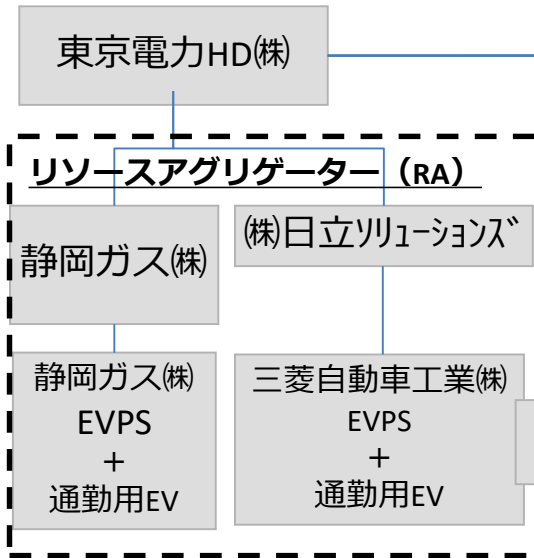 東京電力HD㈱
リソースアグリゲーター（RA）
静岡ガス㈱
㈱日立ｿﾘｭｰｼｮﾝｽﾞ
静岡ガス㈱
EVPS
+
通勤用EV
三菱自動車工業㈱
EVPS
+
通勤用EV